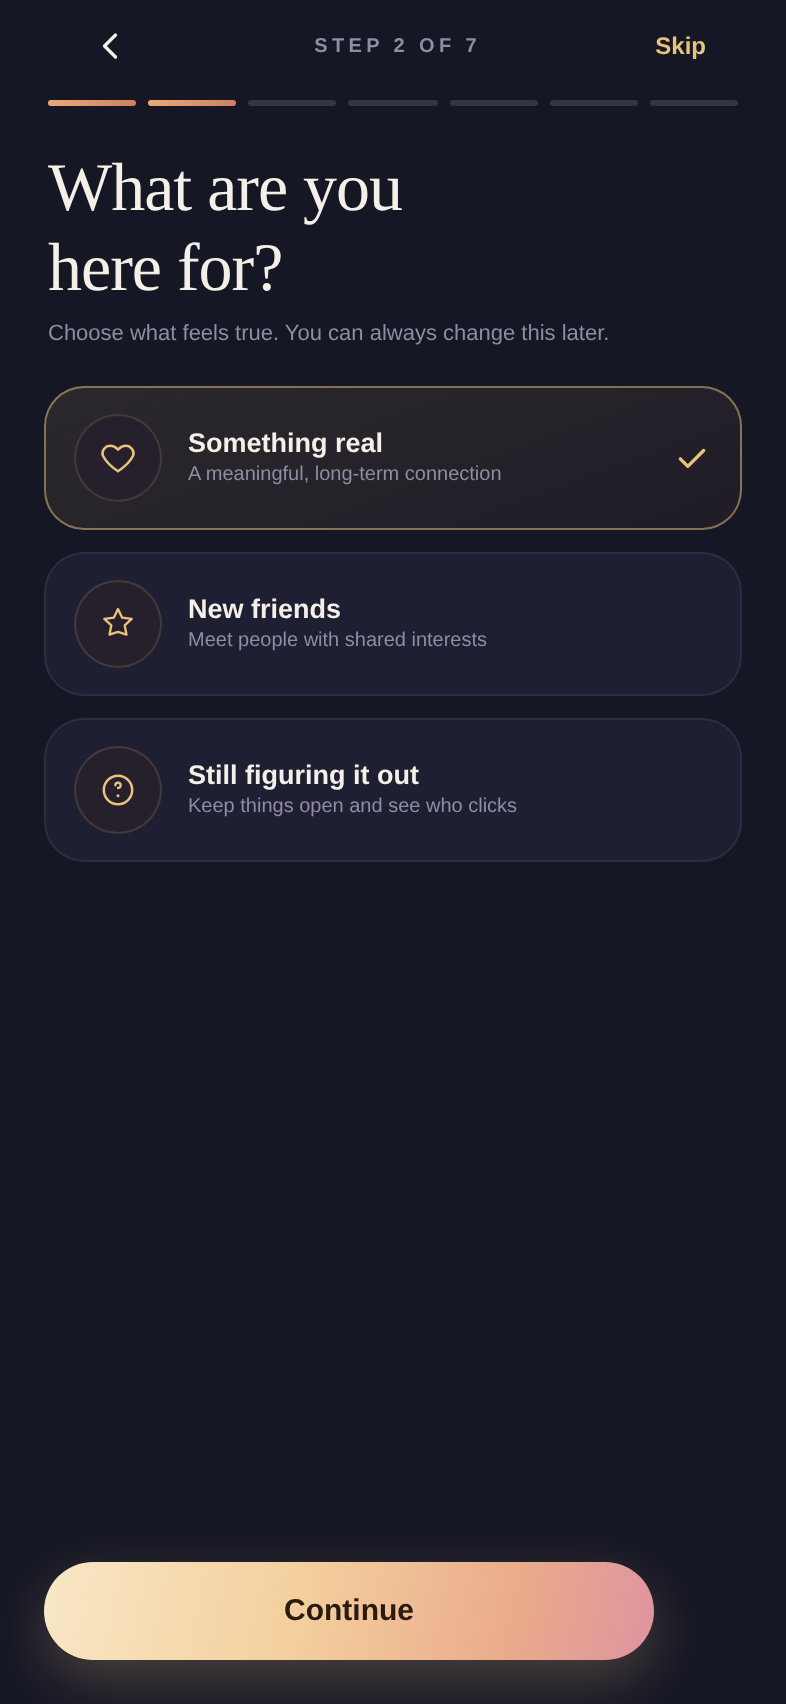 STEP 2 OF 7
Skip
What are you
here for?
Choose what feels true. You can always change this later.
Something real
A meaningful, long-term connection
New friends
Meet people with shared interests
Still figuring it out
Keep things open and see who clicks
Continue